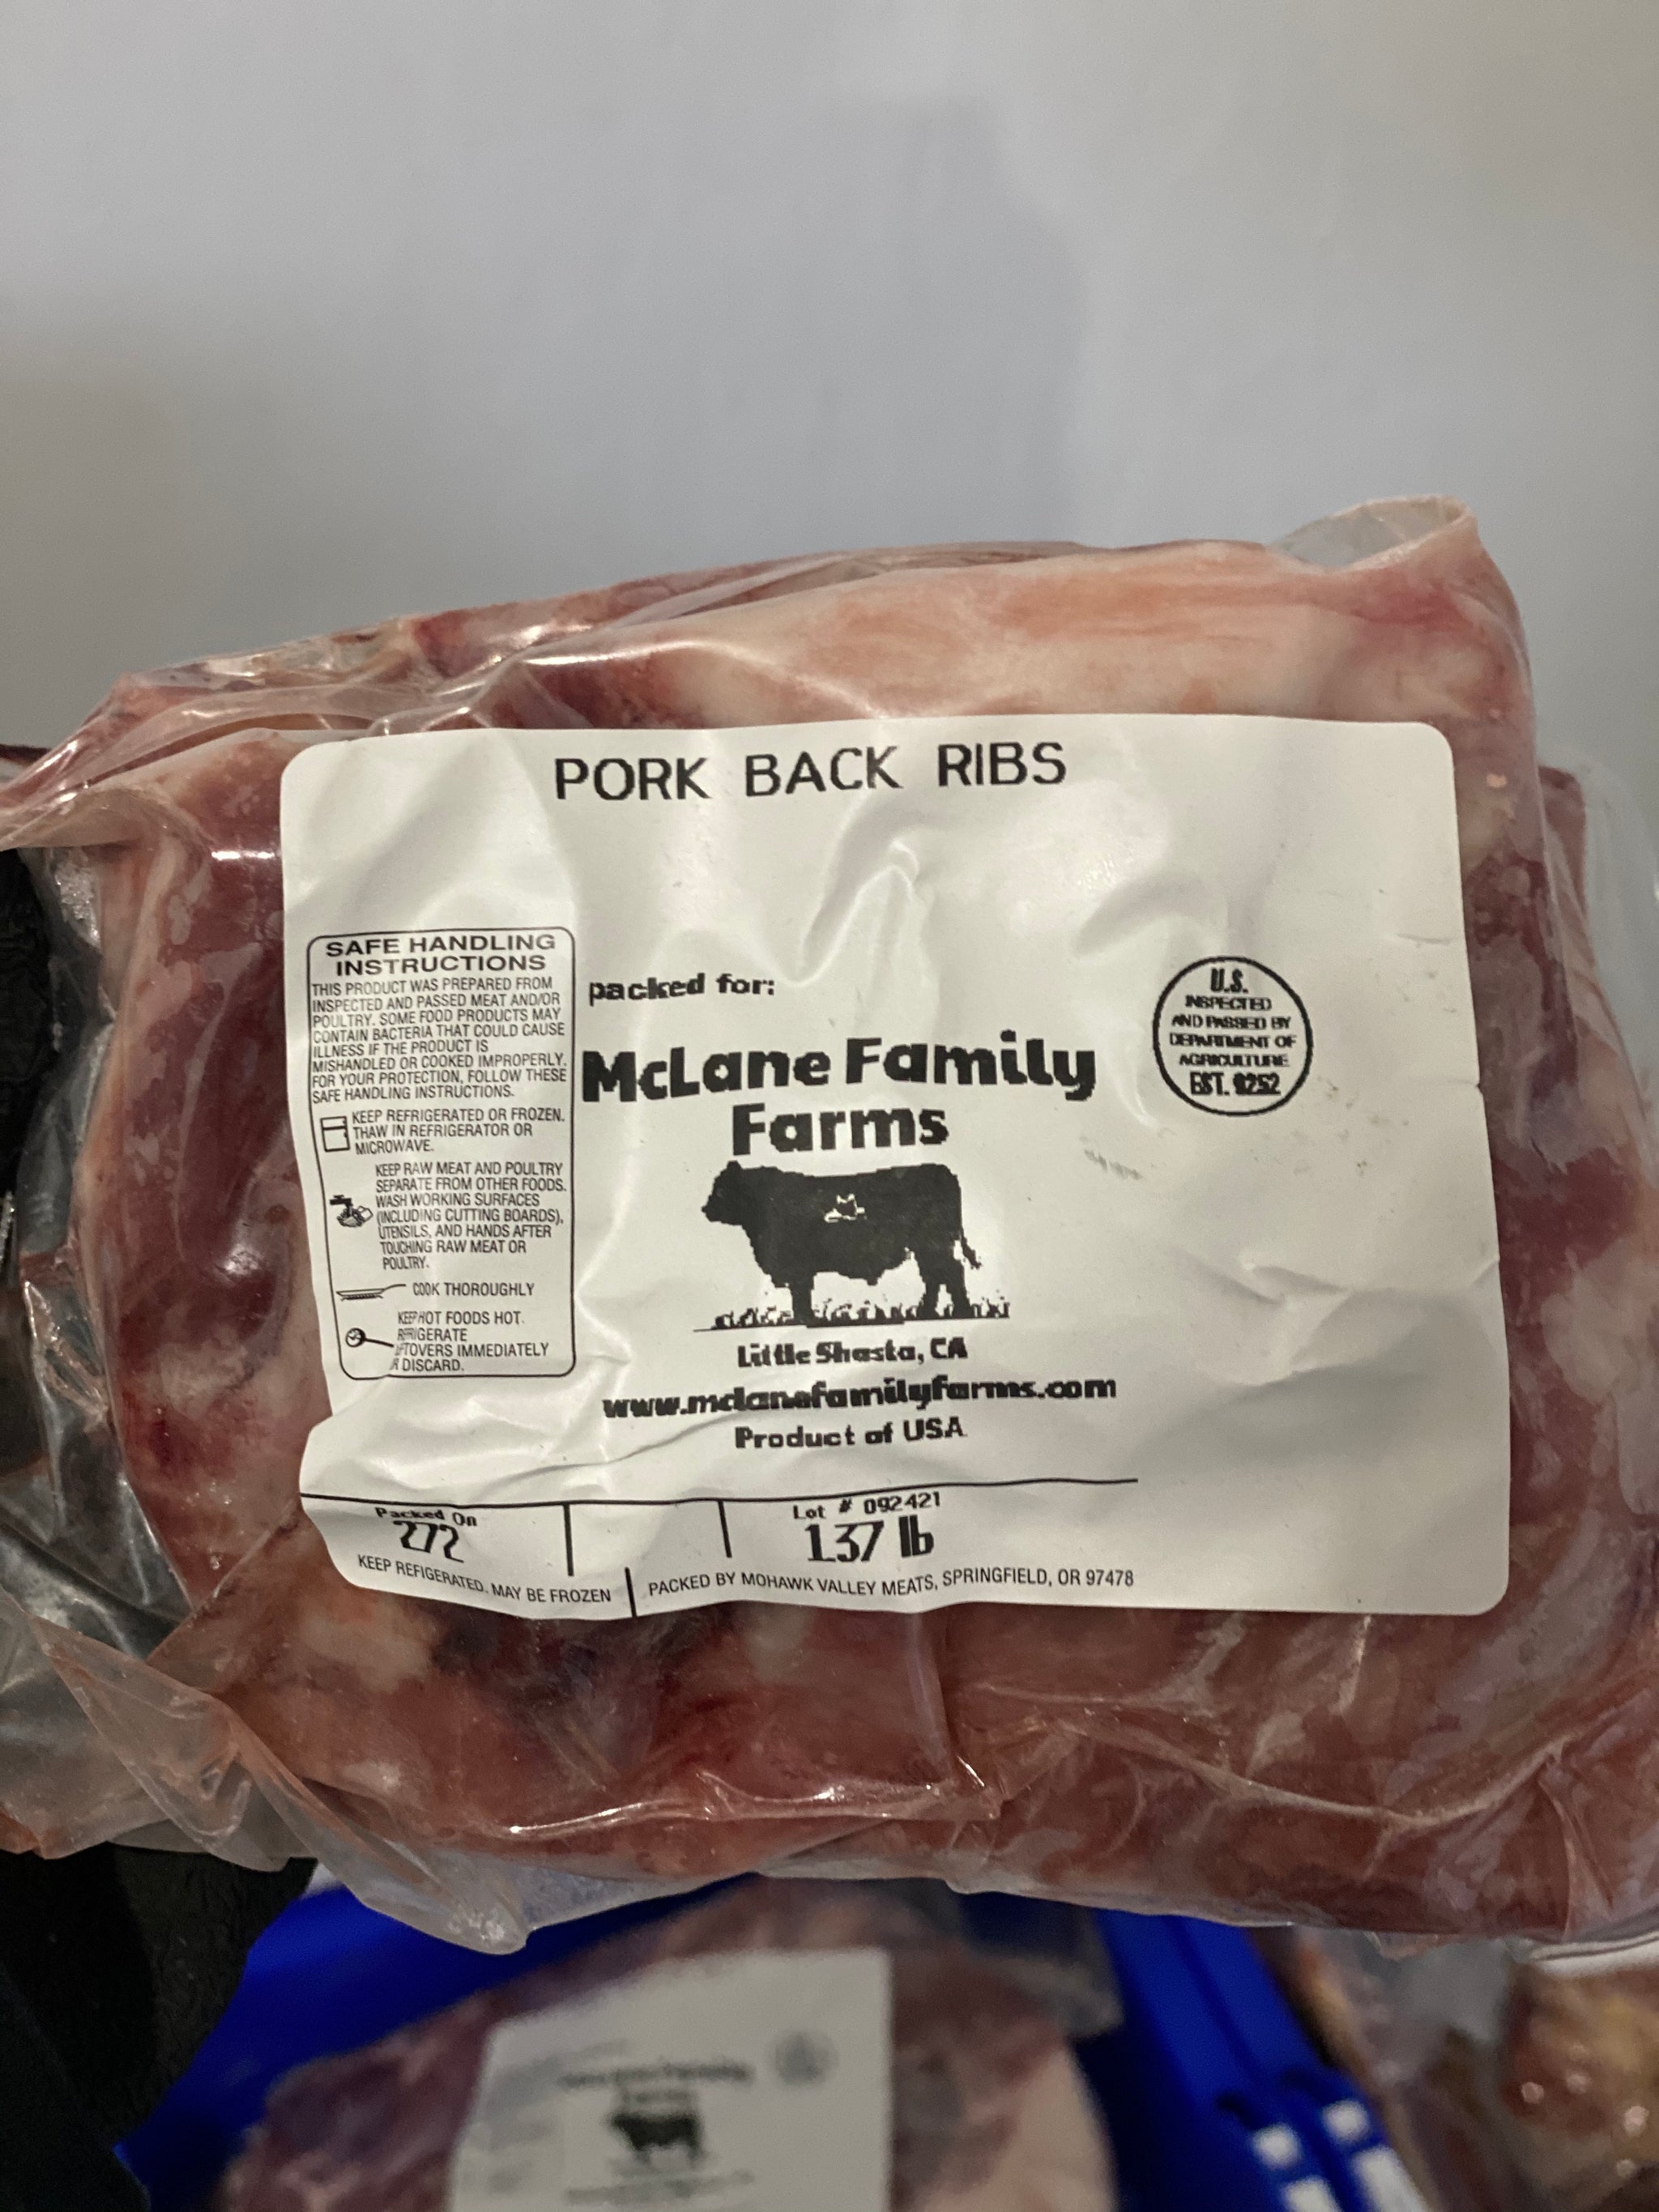 PORK BACK RIBS
SAFE HANDLING
INSTRUCTIONS
THIS PRODUCT WAS PREPARED FROM
INSPECTED AND PASSED MEAT AND/OR
POULTRY. SOME FOOD PRODUCTS MAY
CONTAIN BACTERIA THAT COULD CAUSE
ILLNESS IF THE PRODUCT IS
MISHANDLED OR COOKED IMPROPERLY.
FOR YOUR PROTECTION, FOLLOW THESE
SAFE HANDLING INSTRUCTIONS.
KEEP REFRIGERATED OR FROZEN.
THAW IN REFRIGERATOR OR
MICROWAVE.
KEEP RAW MEAT AND POULTRY
SEPARATE FROM OTHER FOODS.
WASH WORKING SURFACES
(INCLUDING CUTTING BOARDS),
UTENSILS, AND HANDS AFTER
TOUCHING RAW MEAT OR
POULTRY.
COOK THOROUGHLY
KEEP HOT FOODS HOT.
REFRIGERATE
LEFTOVERS IMMEDIATELY
OR DISCARD.
packed for:
McLane Family
Farms
Little Shasta, CA
www.mclanefamilyfarms.com
Product of USA
U.S.
INSPECTED
AND PASSED BY
DEPARTMENT OF
AGRICULTURE
EST. 9252
Packed On
272
Lot # 092421
1.37 lb
KEEP REFIGERATED. MAY BE FROZEN
PACKED BY MOHAWK VALLEY MEATS, SPRINGFIELD, OR 97478